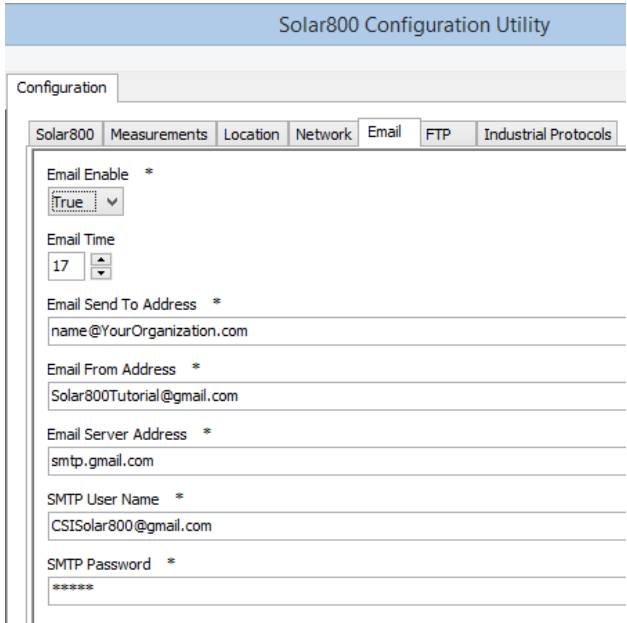 Solar800 Configuration Utility
Configuration
Solar800 Measurements Location Network Email FTP Industrial Protocols
Email Enable *
True
Email Time
17
Email Send To Address *
name@YourOrganization.com
Email From Address *
Solar800Tutorial@gmail.com
Email Server Address *
smtp.gmail.com
SMTP User Name *
CSISolar800@gmail.com
SMTP Password *
*****